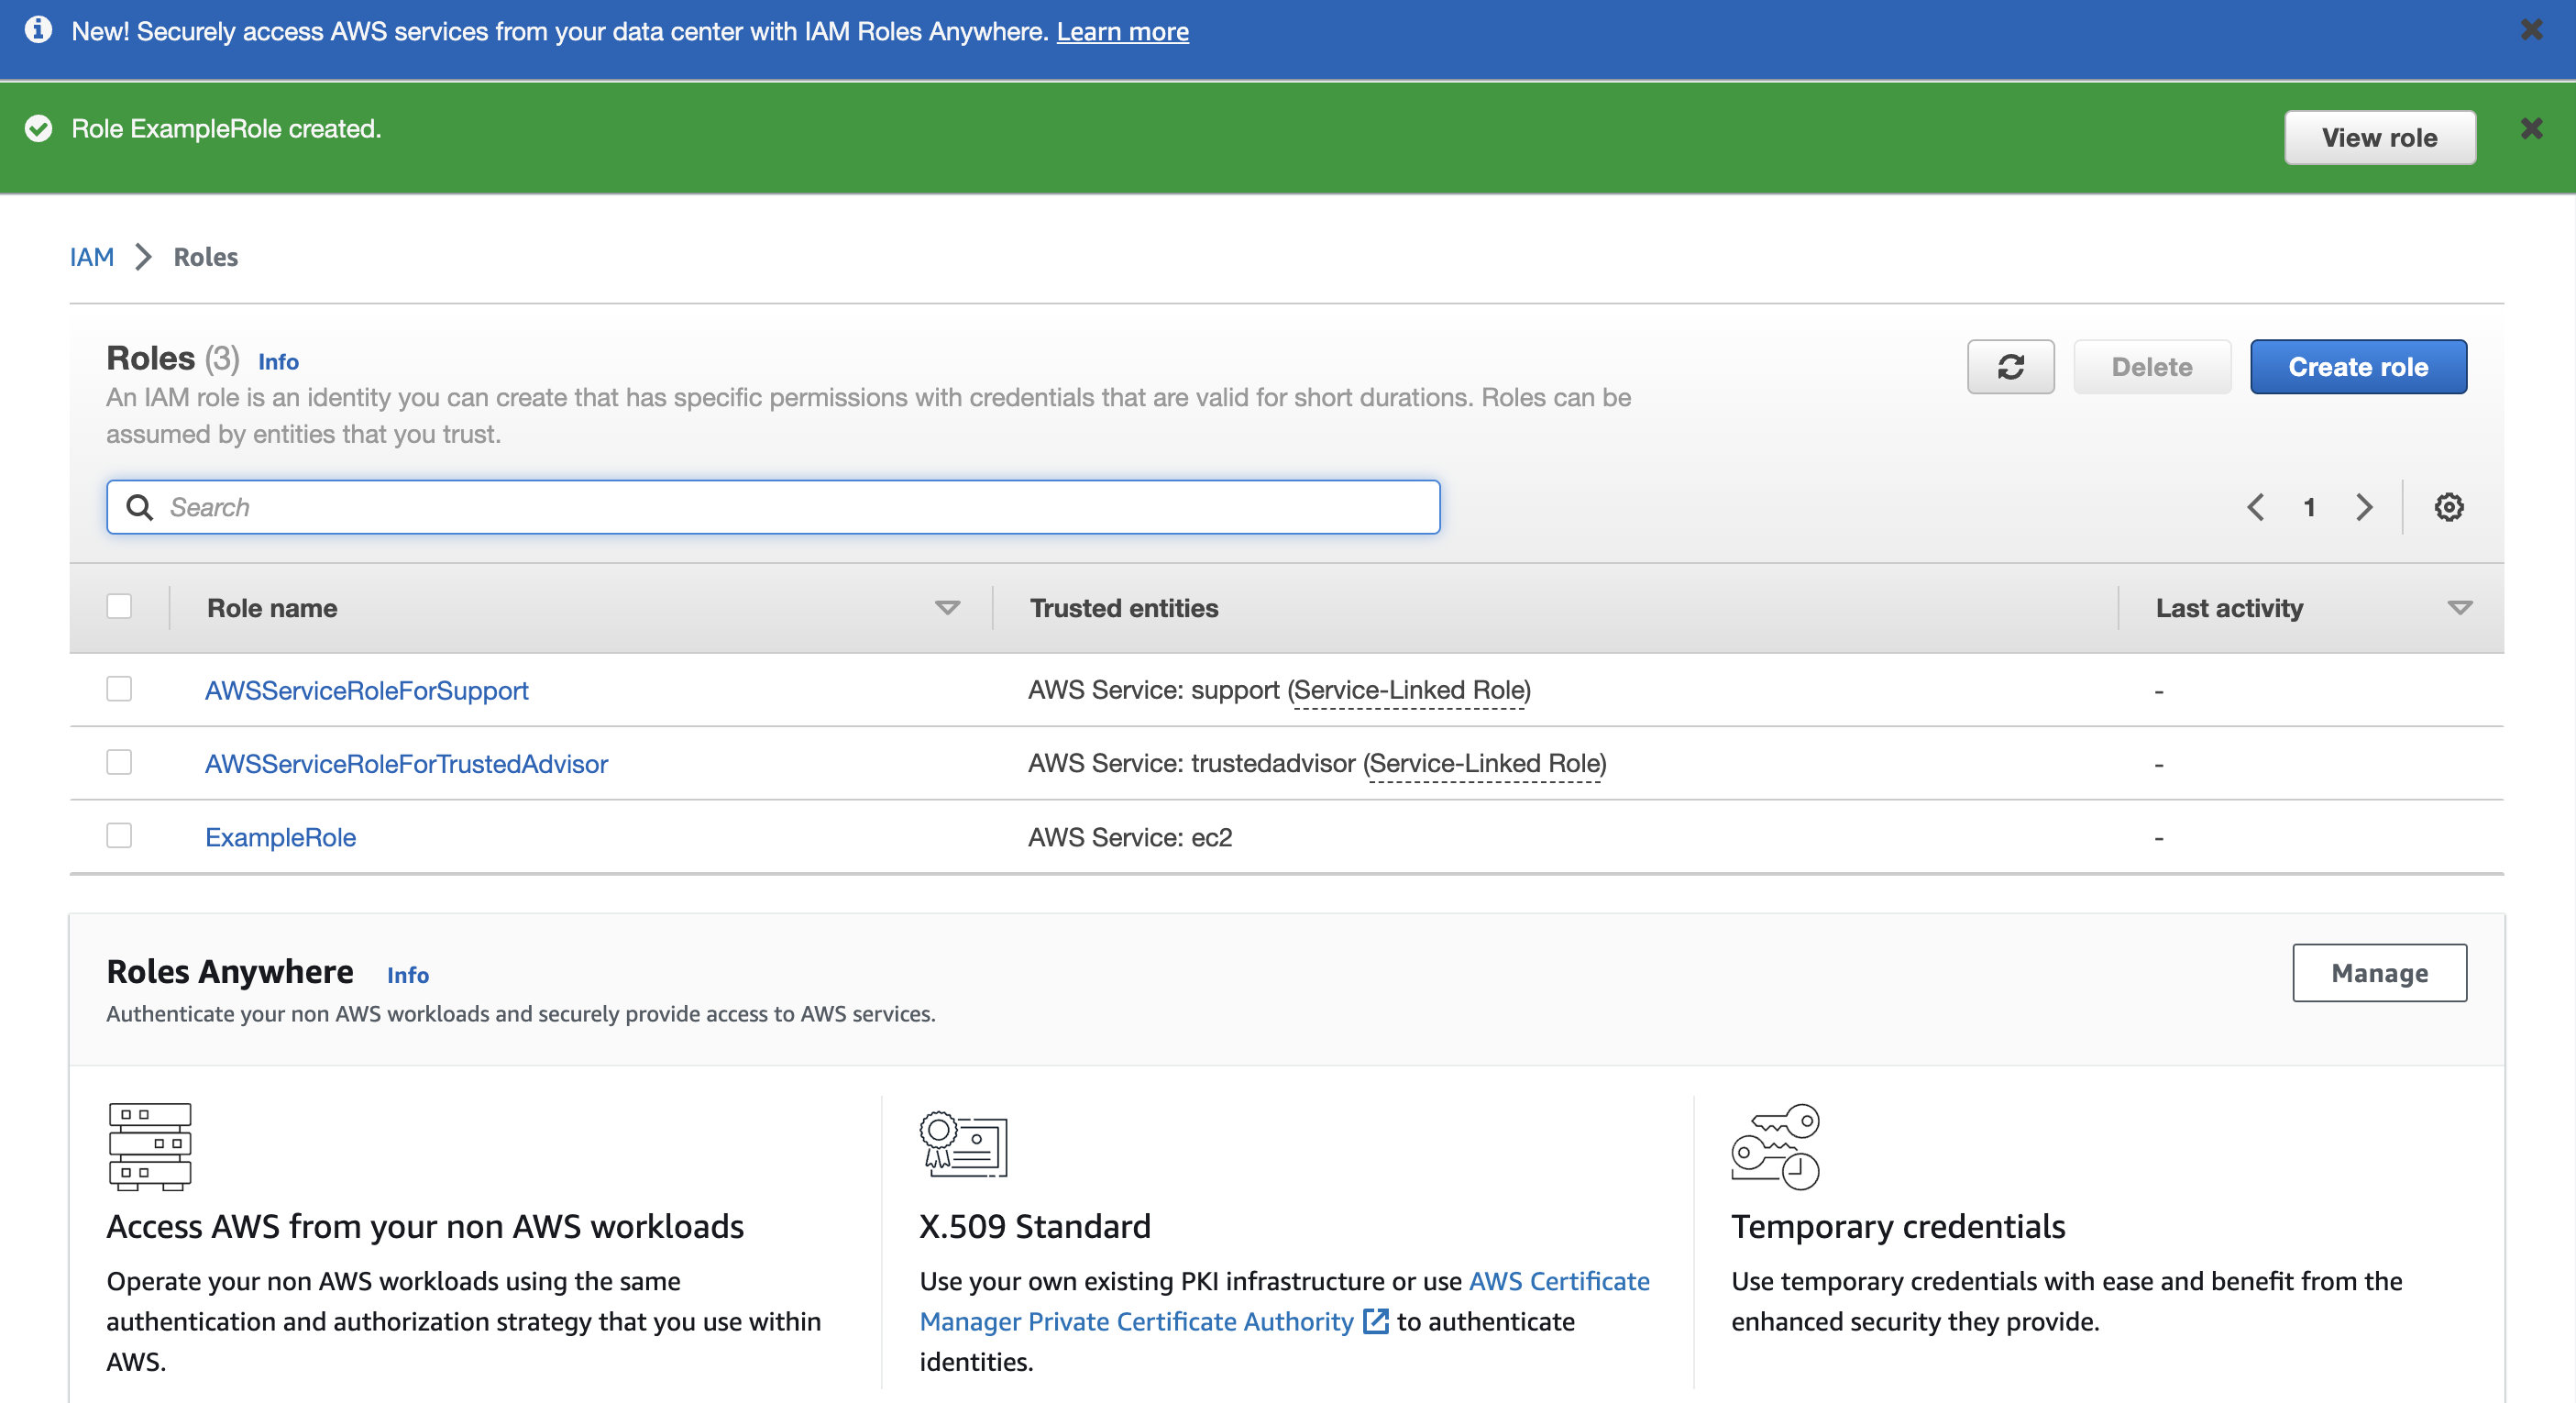 New! Securely access AWS services from your data center with IAM Roles Anywhere. Learn more
Role ExampleRole created.
View role
IAM
Roles
Roles (3) Info
An IAM role is an identity you can create that has specific permissions with credentials that are valid for short durations. Roles can be
assumed by entities that you trust.
Delete
Create role
Search
1
Role name
Trusted entities
Last activity
AWSServiceRoleForSupport
AWS Service: support (Service-Linked Role)
-
AWSServiceRoleForTrustedAdvisor
AWS Service: trustedadvisor (Service-Linked Role)
-
ExampleRole
AWS Service: ec2
-
Roles Anywhere Info
Authenticate your non AWS workloads and securely provide access to AWS services.
Manage
Access AWS from your non AWS workloads
Operate your non AWS workloads using the same
authentication and authorization strategy that you use within
AWS.
X.509 Standard
Use your own existing PKI infrastructure or use AWS Certificate
Manager Private Certificate Authority to authenticate
identities.
Temporary credentials
Use temporary credentials with ease and benefit from the
enhanced security they provide.